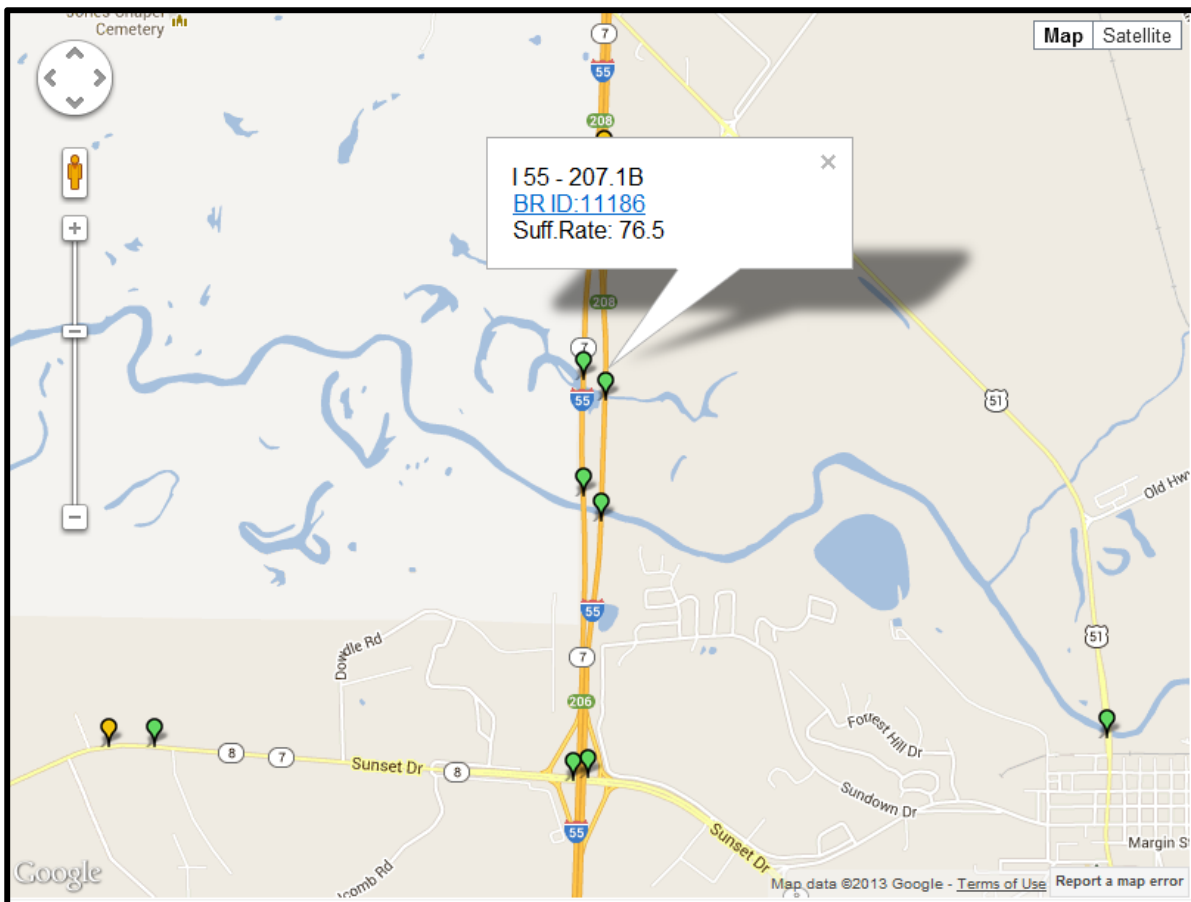 Cemetery
7
Map
Satellite
55
208
I 55 - 207.1B
BR ID:11186
Suff.Rate: 76.5
×
208
7
55
51
Old Hwy
55
Dowdle Rd
7
51
206
Forrest Hill Dr
8
7
Sunset Dr
8
Sundown Dr
55
Sunset Dr
Margin St
Google
Map data ©2013 Google - Terms of Use
Report a map error
8